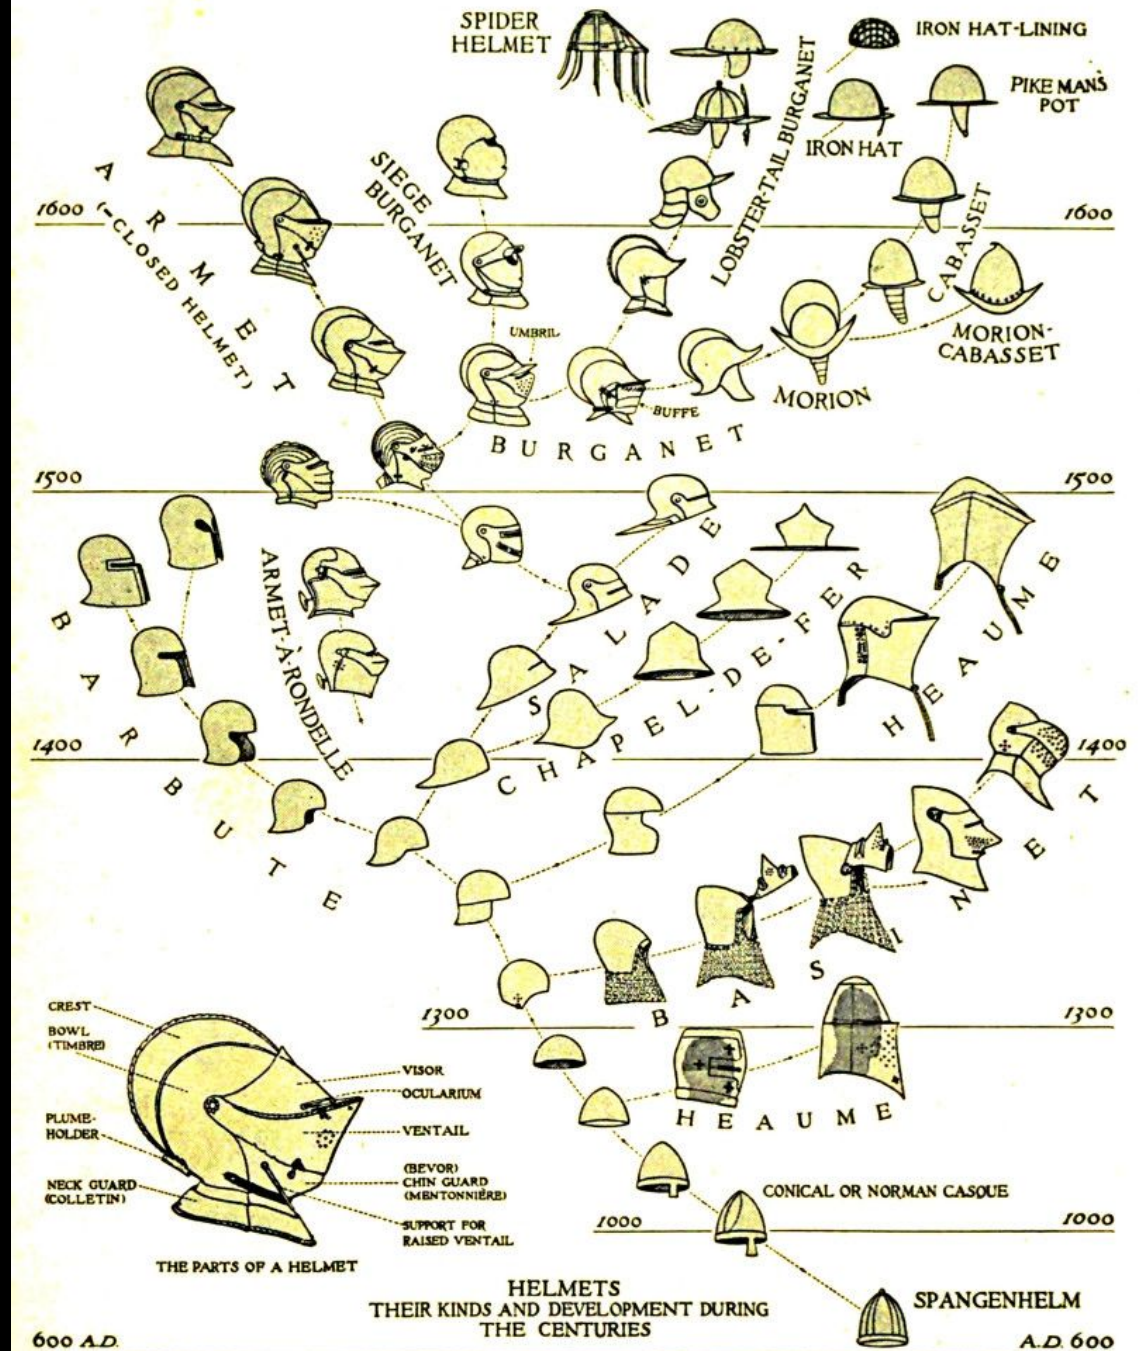 SPIDER
HELMET
IRON HAT-LINING
PIKE MAN'S
POT
IRON HAT
LOBSTER-TAIL BURGANET
SIEGE
BURGANET
ARMET
(=CLOSED HELMET)
1600
1600
CABASSET
MORION-
CABASSET
UMBRIL
MORION
BUFFE
BURGANET
1500
1500
SALADE
CHAPEL-DE-FER
HEAUME
ARMET-À-RONDELLE
BARBUTE
1400
1400
BASINET
1300
1300
HEAUME
CREST
BOWL
(TIMBRE)
PLUME-
HOLDER
NECK GUARD
(COLLETIN)
VISOR
OCULARIUM
VENTAIL
(BEVOR)
CHIN GUARD
(MENTONNIÈRE)
SUPPORT FOR
RAISED VENTAIL
THE PARTS OF A HELMET
CONICAL OR NORMAN CASQUE
1000
1000
SPANGENHELM
HELMETS
THEIR KINDS AND DEVELOPMENT DURING
THE CENTURIES
600 A.D.
A.D. 600